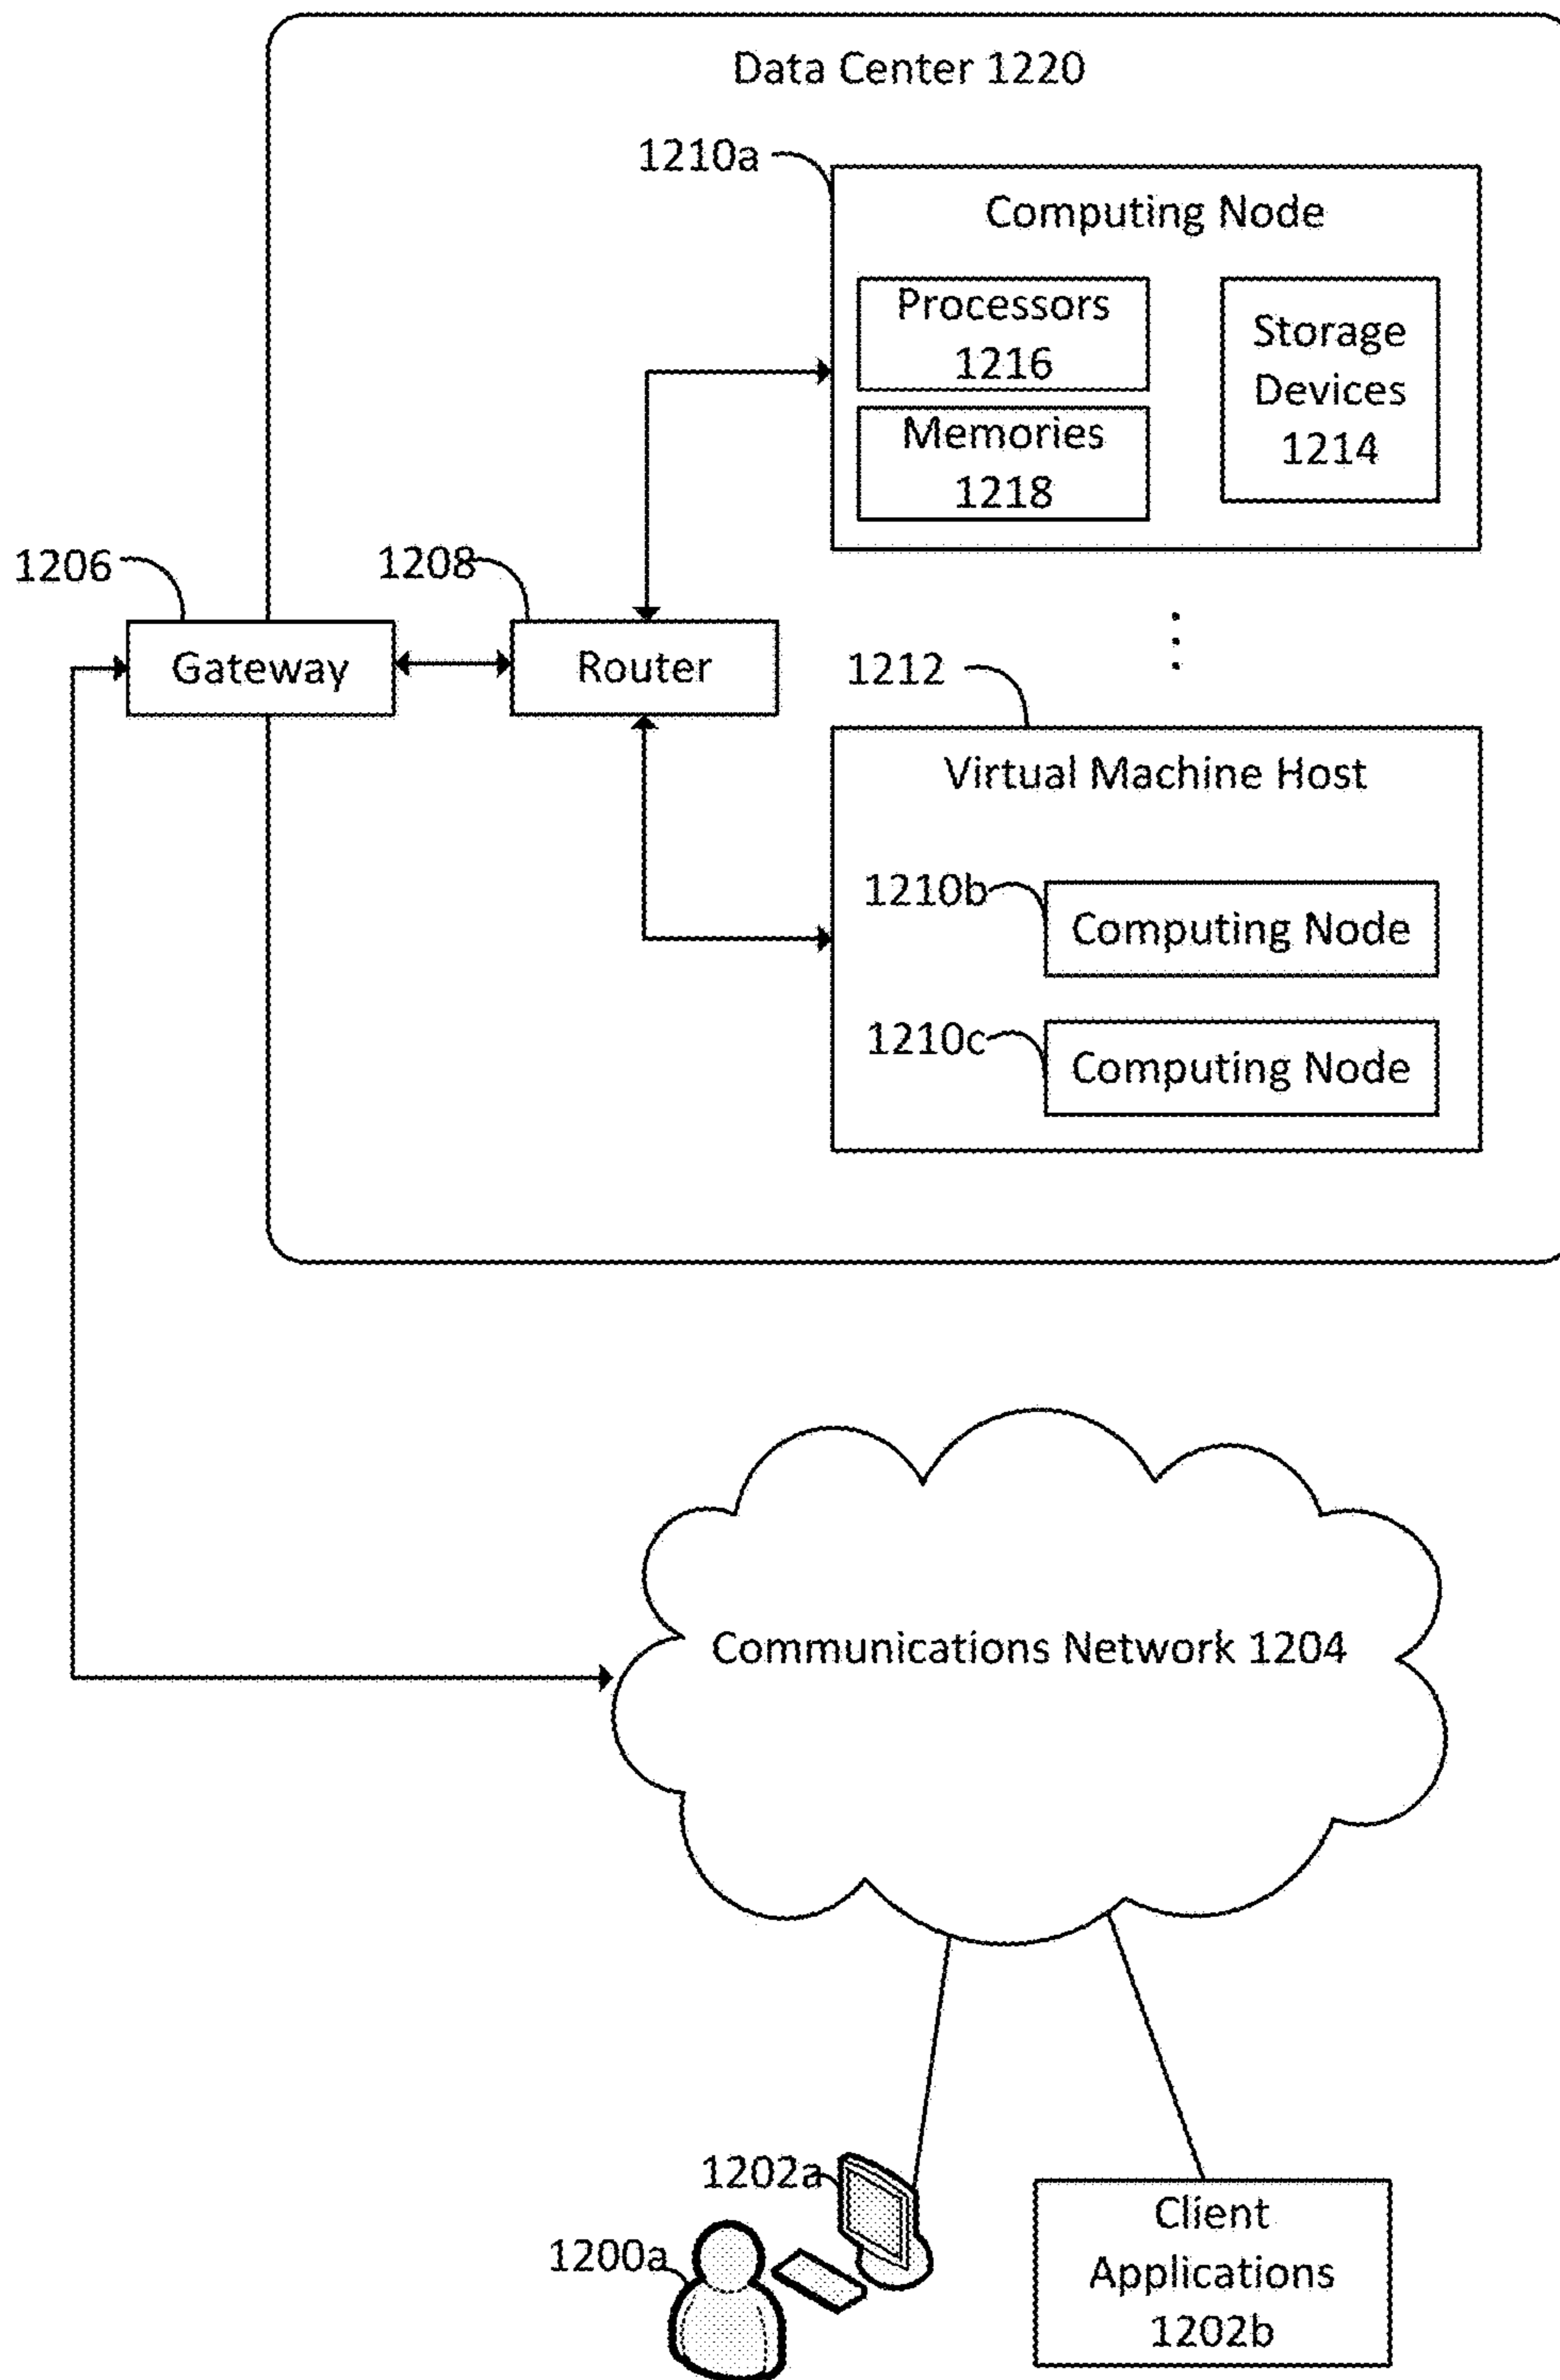 Data Center 1220
1210a
Computing Node
Processors
1216
Storage
Devices
1214
Memories
1218
1206
1208
Gateway
Router
1212
Virtual Machine Host
1210b
Computing Node
1210c
Computing Node
Communications Network 1204
1202a
1200a
Client
Applications
1202b